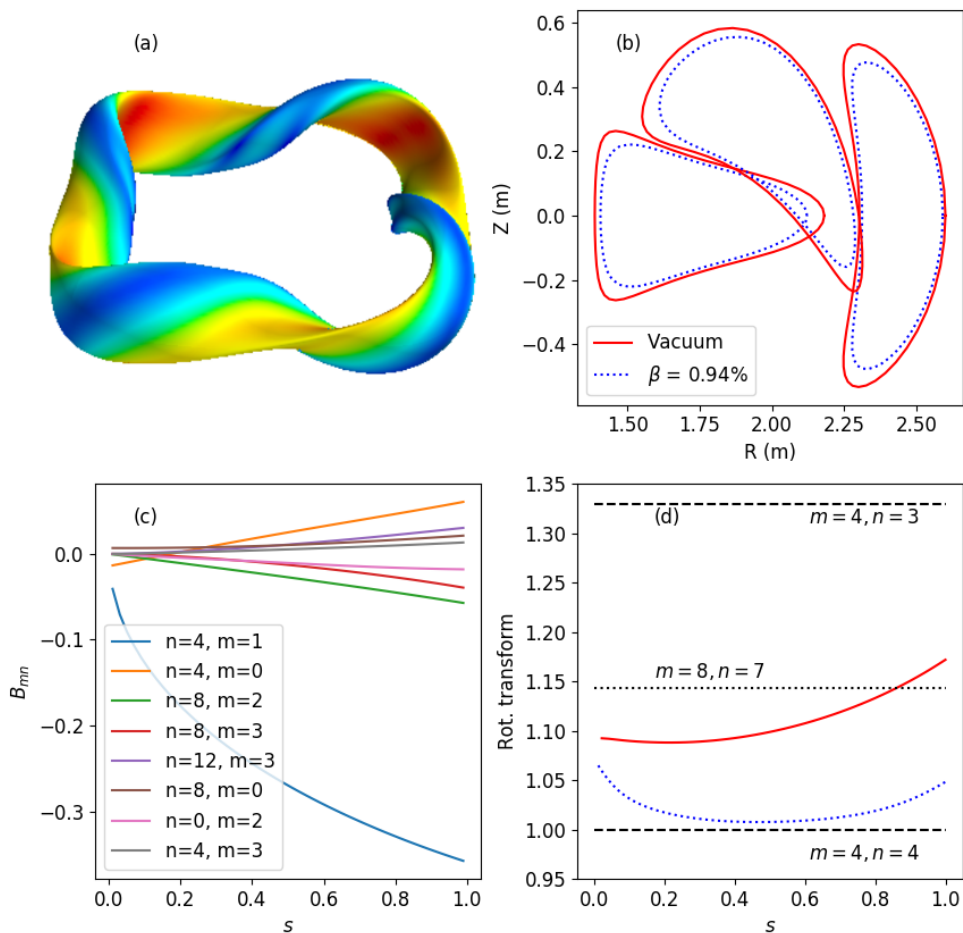 (a)
(b)
0.6
0.4
0.2
0.0
−0.2
−0.4
Z (m)
Vacuum
β = 0.94%
1.50
1.75
2.00
2.25
2.50
R (m)
(c)
0.0
−0.1
−0.2
−0.3
B_{mn}
n=4, m=1
n=4, m=0
n=8, m=2
n=8, m=3
n=12, m=3
n=8, m=0
n=0, m=2
n=4, m=3
0.0
0.2
0.4
0.6
0.8
1.0
s
(d)
1.35
1.30
1.25
1.20
1.15
1.10
1.05
1.00
0.95
Rot. transform
m = 4, n = 3
m = 8, n = 7
m = 4, n = 4
0.0
0.2
0.4
0.6
0.8
1.0
s